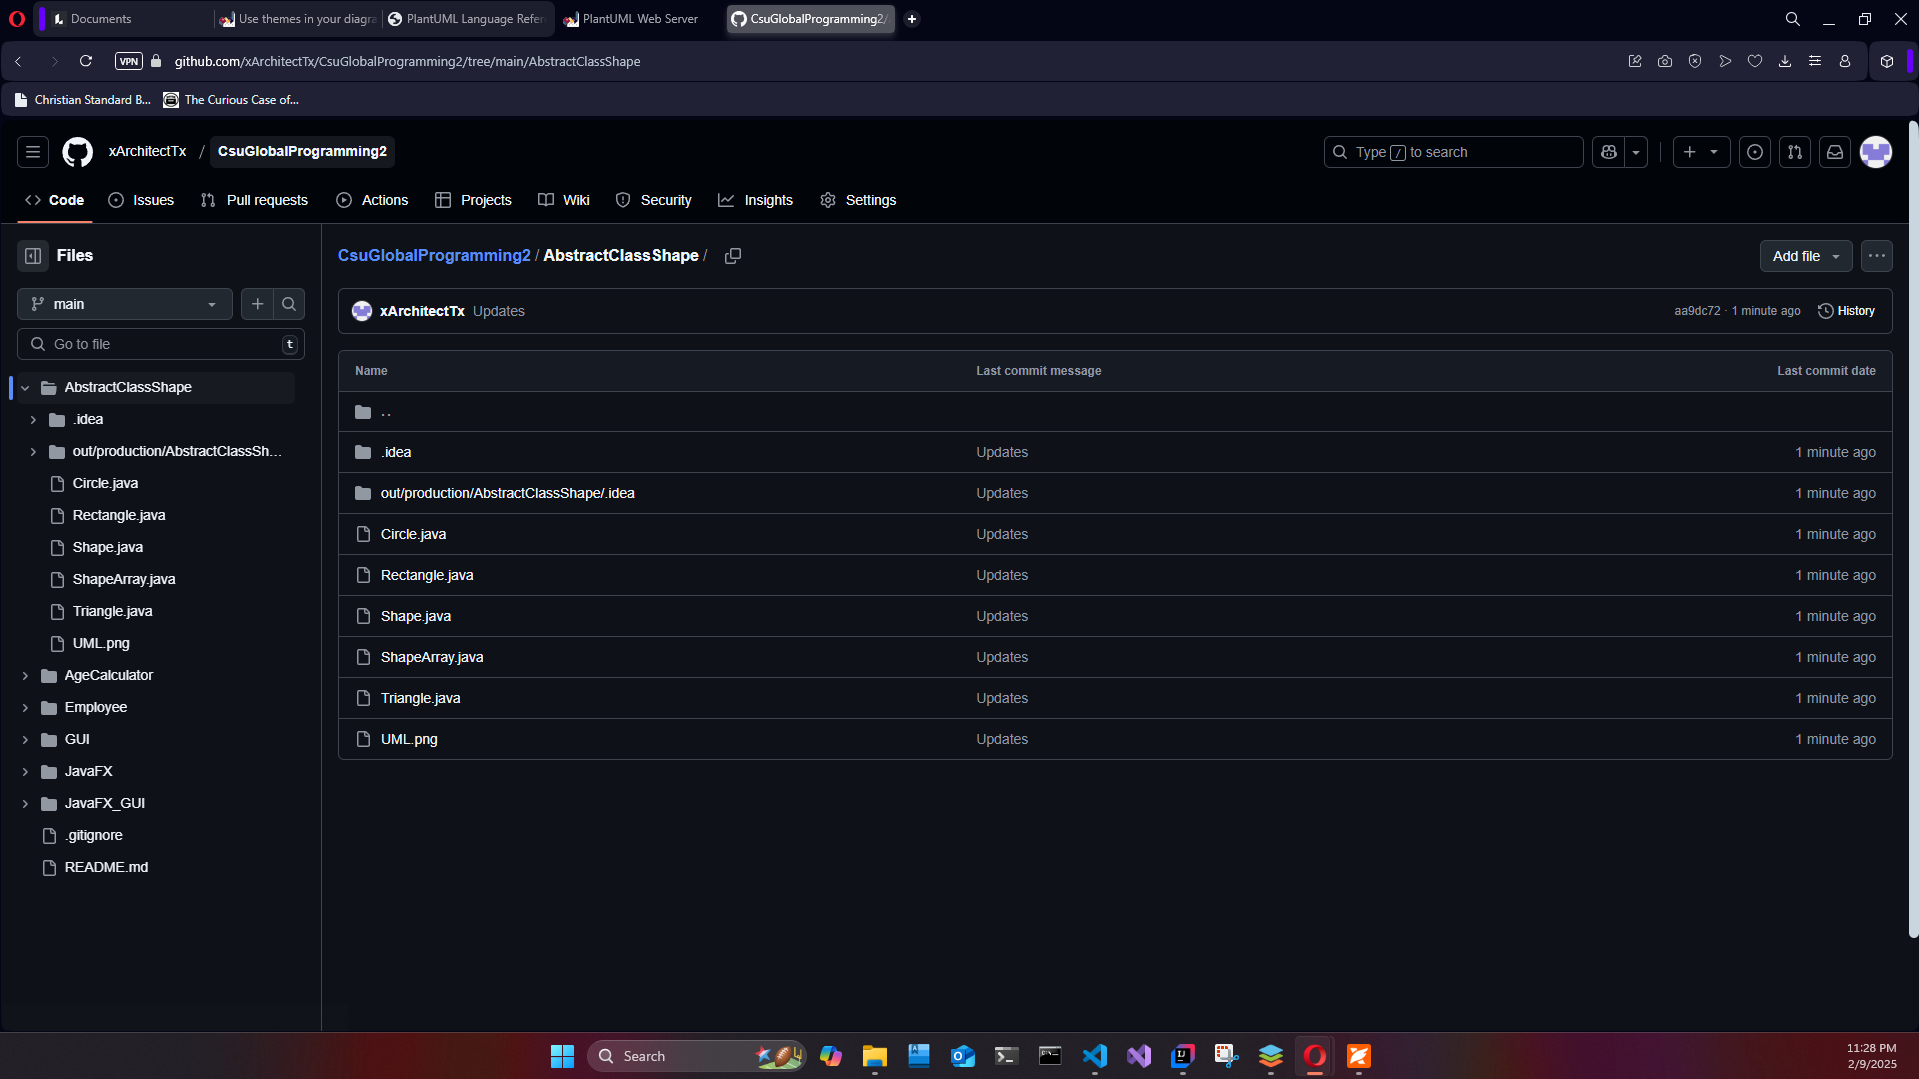 Documents
Use themes in your diagra
PlantUML Language Refer
PlantUML Web Server
CsuGlobalProgramming2/
VPN
github.com/xArchitectTx/CsuGlobalProgramming2/tree/main/AbstractClassShape
Christian Standard B...
The Curious Case of...
xArchitectTx / CsuGlobalProgramming2
Type / to search
Code
Issues
Pull requests
Actions
Projects
Wiki
Security
Insights
Settings
Files
main
Go to file
t
AbstractClassShape
.idea
out/production/AbstractClassSh...
Circle.java
Rectangle.java
Shape.java
ShapeArray.java
Triangle.java
UML.png
AgeCalculator
Employee
GUI
JavaFX
JavaFX_GUI
.gitignore
README.md
CsuGlobalProgramming2 / AbstractClassShape /
Add file
xArchitectTx Updates
aa9dc72 · 1 minute ago
History
Name Last commit message Last commit date
..
.idea Updates 1 minute ago
out/production/AbstractClassShape/.idea Updates 1 minute ago
Circle.java Updates 1 minute ago
Rectangle.java Updates 1 minute ago
Shape.java Updates 1 minute ago
ShapeArray.java Updates 1 minute ago
Triangle.java Updates 1 minute ago
UML.png Updates 1 minute ago
Search
11:28 PM
2/9/2025